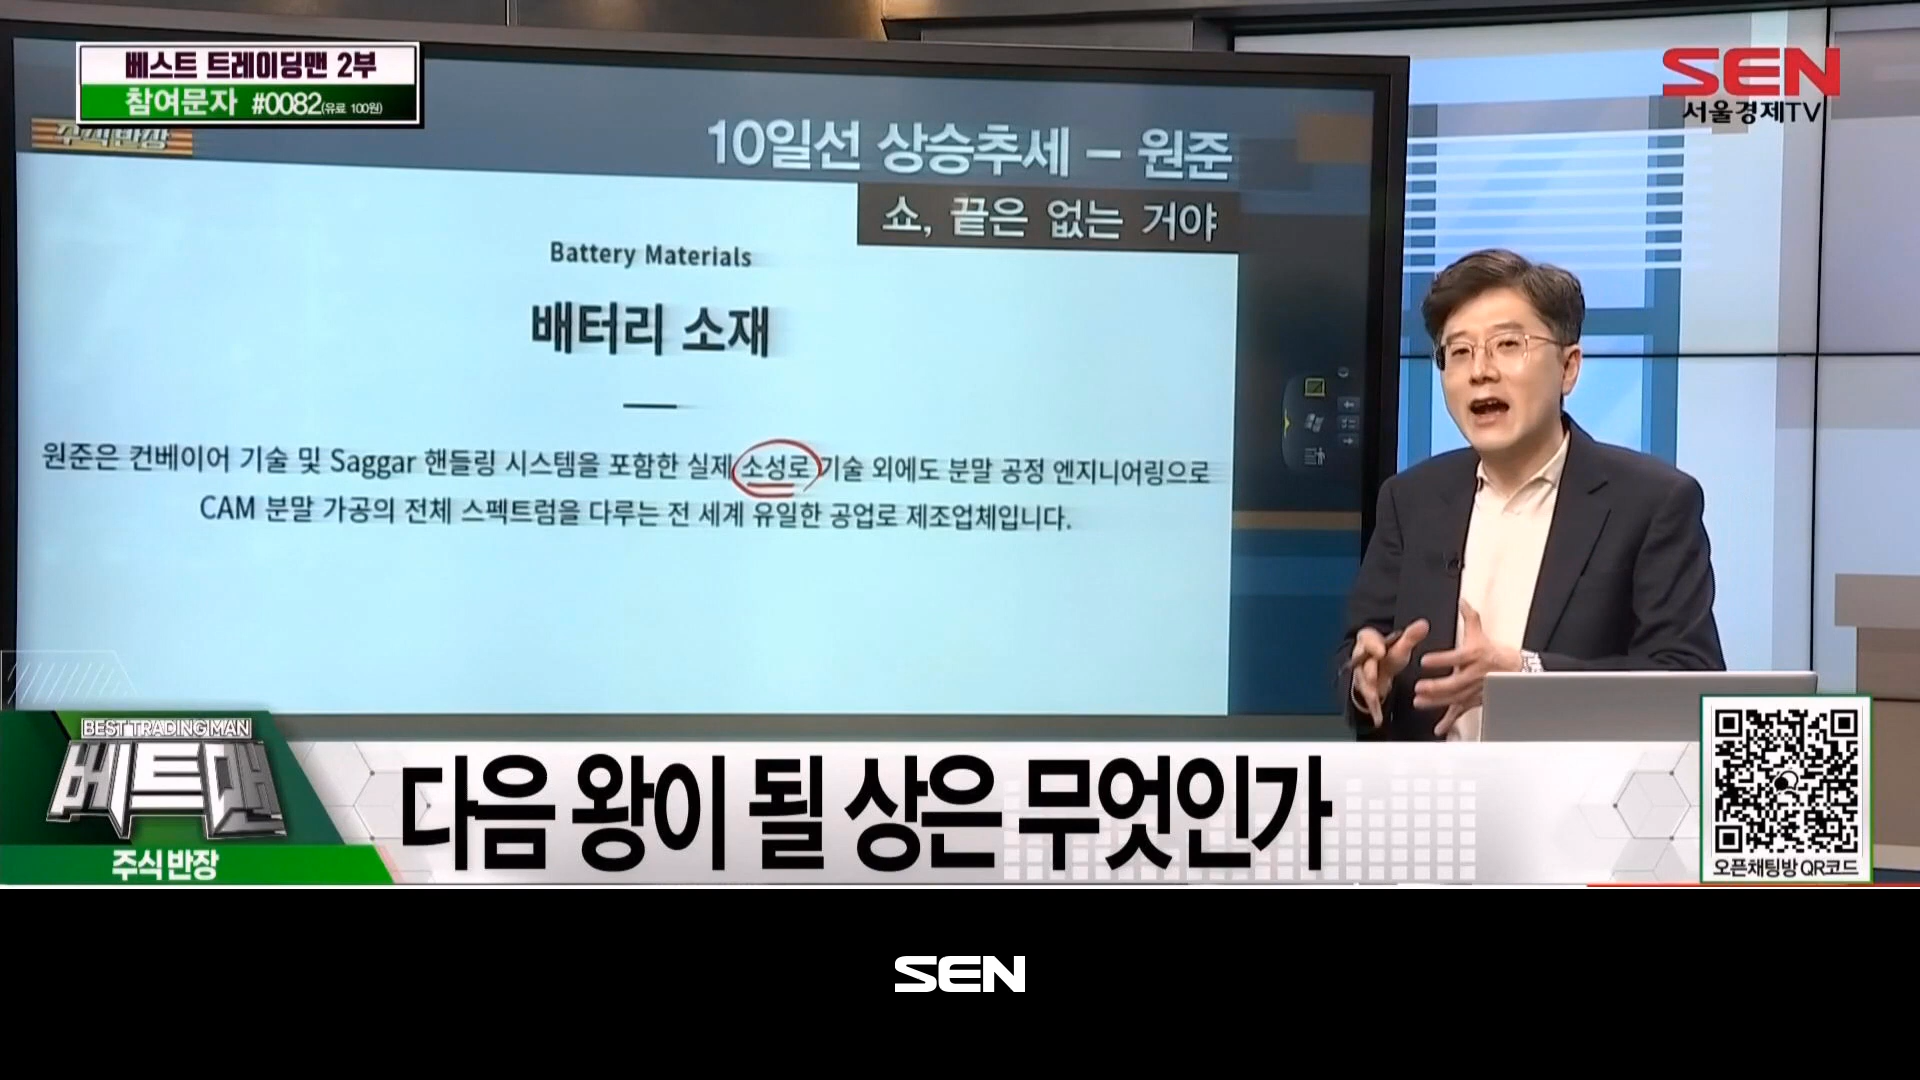 베스트 트레이딩맨 2부
참여문자 #0082(유료 100원)
주식반장
SEN
서울경제TV
10일선 상승추세 – 원준
쇼, 끝은 없는 거야
Battery Materials
배터리 소재
원준은 컨베이어 기술 및 Saggar 핸들링 시스템을 포함한 실제 소성로 기술 외에도 분말 공정 엔지니어링으로
CAM 분말 가공의 전체 스펙트럼을 다루는 전 세계 유일한 공업로 제조업체입니다.
BEST TRADING MAN
베트맨
주식 반장
다음 왕이 될 상은 무엇인가
오픈채팅방 QR코드
SEN